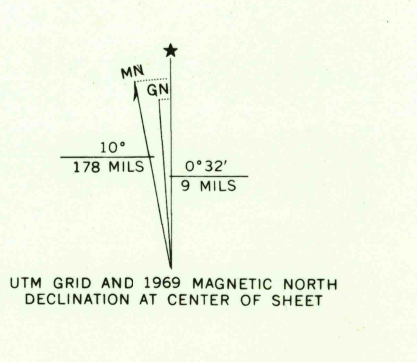 ★
MN
GN
10°
178 MILS
0°32′
9 MILS
UTM GRID AND 1969 MAGNETIC NORTH
DECLINATION AT CENTER OF SHEET